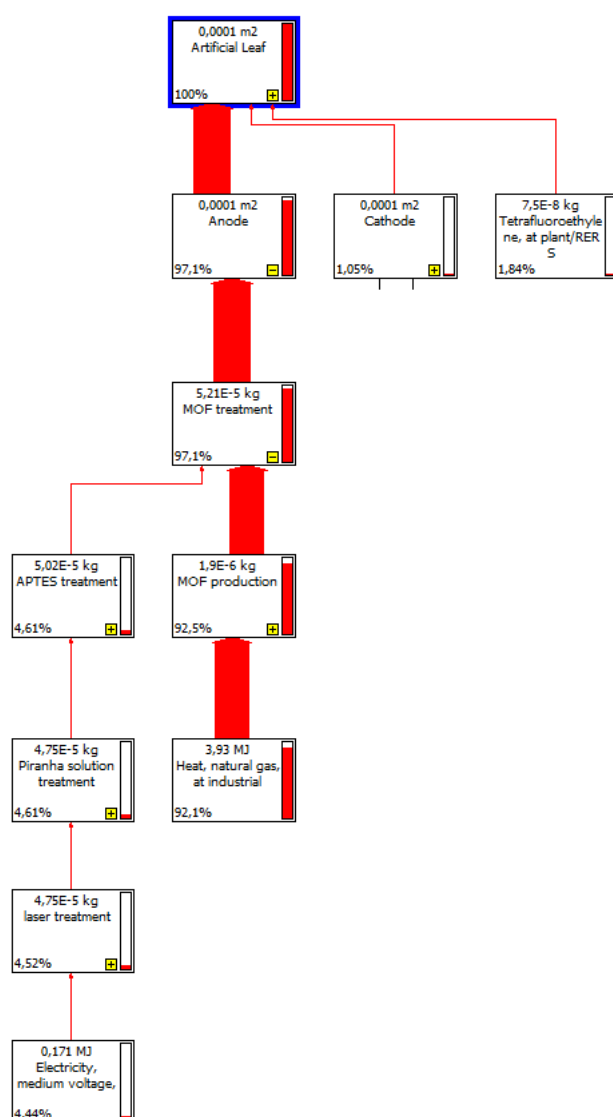 0,0001 m2
Artificial Leaf
100%
0,0001 m2
Anode
97,1%
0,0001 m2
Cathode
1,05%
7,5E-8 kg
Tetrafluoroethyle
ne, at plant/RER
S
1,84%
5,21E-5 kg
MOF treatment
97,1%
5,02E-5 kg
APTES treatment
4,61%
1,9E-6 kg
MOF production
92,5%
4,75E-5 kg
Piranha solution
treatment
4,61%
3,93 MJ
Heat, natural gas,
at industrial
92,1%
4,75E-5 kg
laser treatment
4,52%
0,171 MJ
Electricity,
medium voltage,
4,44%